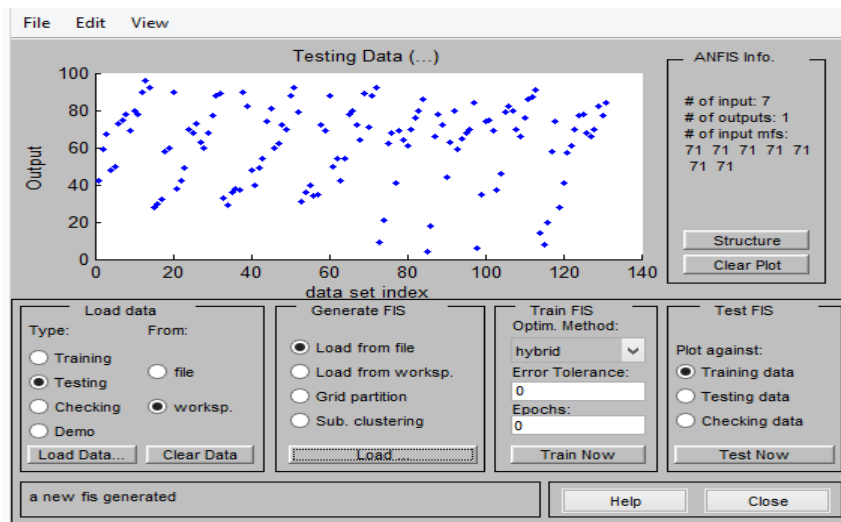 File Edit View
Testing Data (...)
100
80
60
40
20
0
Output
0 20 40 60 80 100 120 140
data set index
ANFIS Info.
# of input: 7
# of outputs: 1
# of input mfs:
71 71 71 71 71
71 71
Structure
Clear Plot
Load data
Type: From:
Training
Testing
Checking
Demo
file
worksp.
Load Data... Clear Data
Generate FIS
Load from file
Load from worksp.
Grid partition
Sub. clustering
Load ...
Train FIS
Optim. Method:
hybrid
Error Tolerance:
0
Epochs:
0
Train Now
Test FIS
Plot against:
Training data
Testing data
Checking data
Test Now
a new fis generated
Help Close